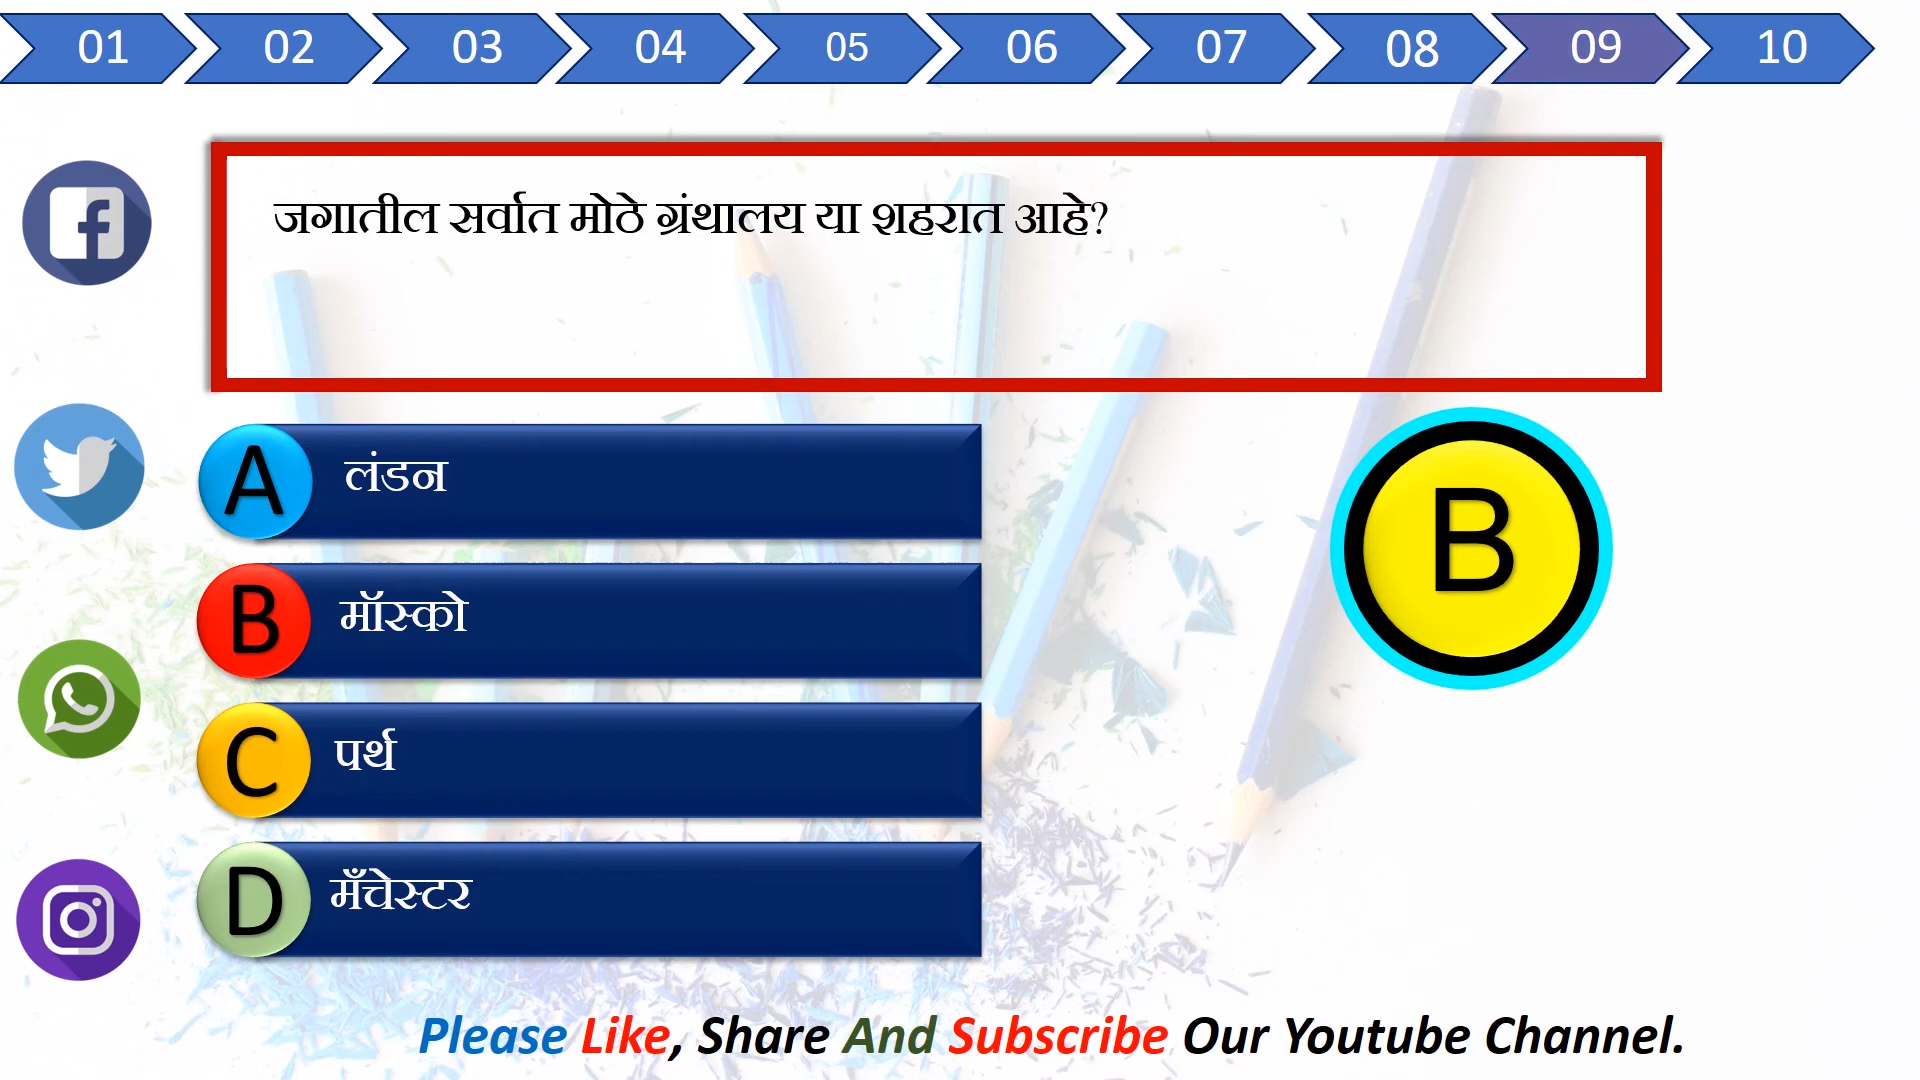 01 02 03 04 05 06 07 08 09 10
जगातील सर्वात मोठे ग्रंथालय या शहरात आहे?
A लंडन
B मॉस्को
C पर्थ
D मँचेस्टर
B
Please Like, Share And Subscribe Our Youtube Channel.